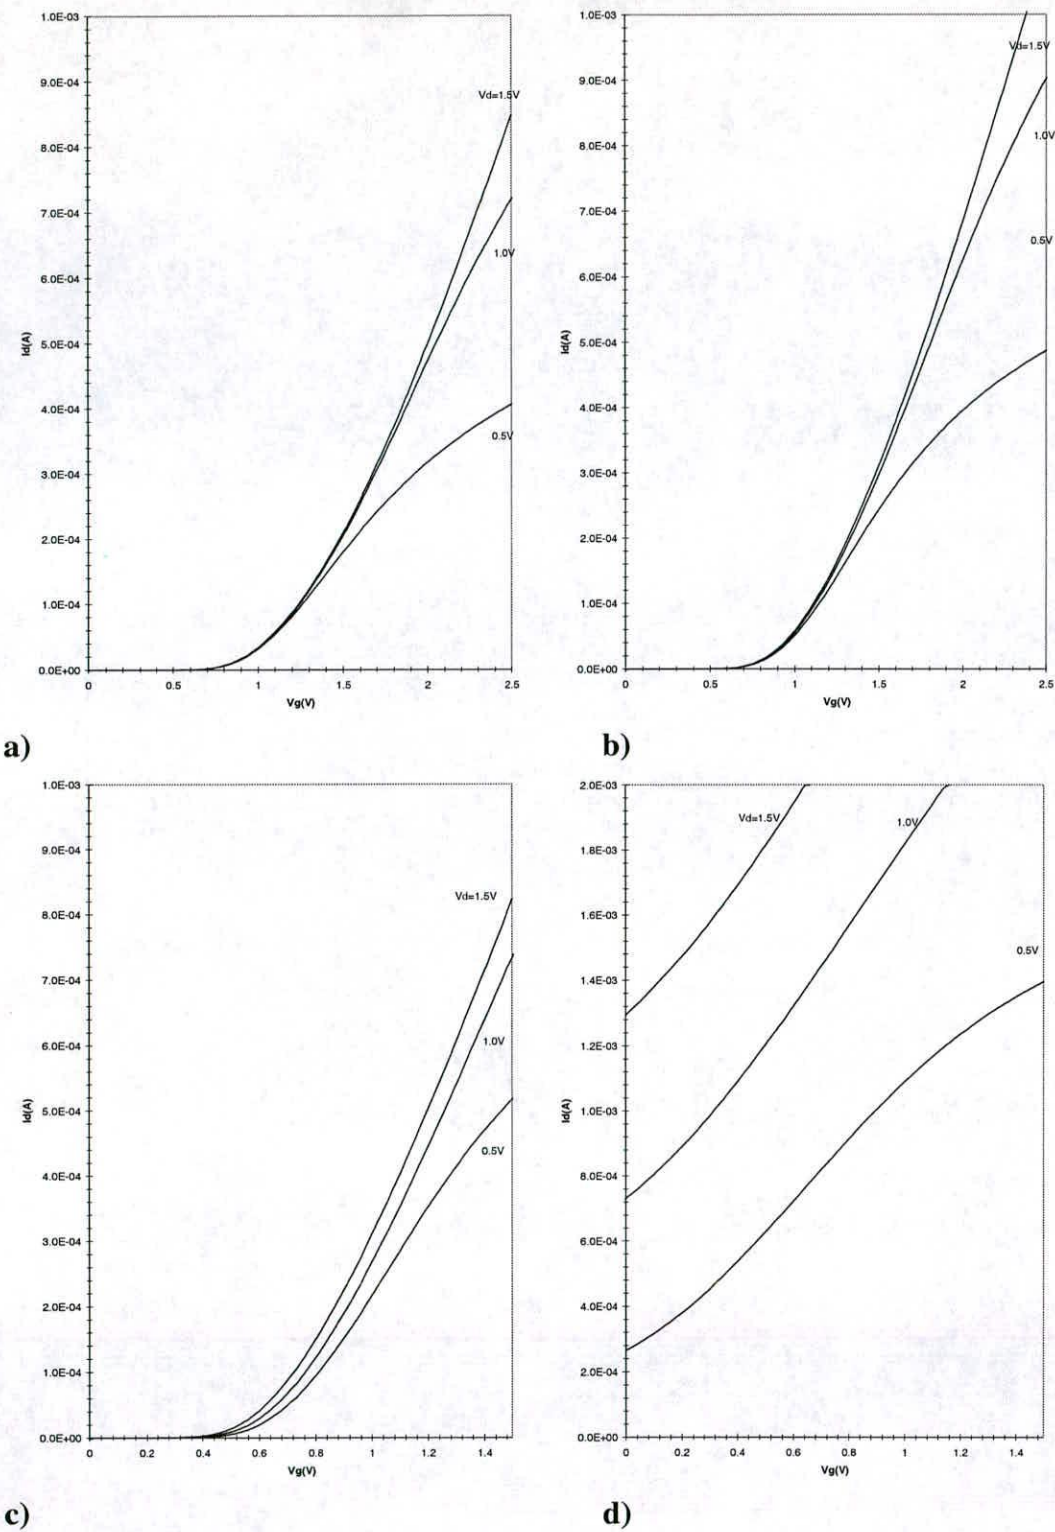 1.0E-03
9.0E-04
8.0E-04
7.0E-04
6.0E-04
5.0E-04
4.0E-04
3.0E-04
2.0E-04
1.0E-04
0.0E+00
Id(A)
Vd=1.5V
1.0V
0.5V
0 0.5 1 1.5 2 2.5
Vg(V)
a)
1.0E-03
9.0E-04
8.0E-04
7.0E-04
6.0E-04
5.0E-04
4.0E-04
3.0E-04
2.0E-04
1.0E-04
0.0E+00
Id(A)
Vd=1.5V
1.0V
0.5V
0 0.5 1 1.5 2 2.5
Vg(V)
b)
1.0E-03
9.0E-04
8.0E-04
7.0E-04
6.0E-04
5.0E-04
4.0E-04
3.0E-04
2.0E-04
1.0E-04
0.0E+00
Id(A)
Vd=1.5V
1.0V
0.5V
0 0.2 0.4 0.6 0.8 1 1.2 1.4
Vg(V)
c)
2.0E-03
1.8E-03
1.6E-03
1.4E-03
1.2E-03
1.0E-03
8.0E-04
6.0E-04
4.0E-04
2.0E-04
0.0E+00
Id(A)
Vd=1.5V
1.0V
0.5V
0 0.2 0.4 0.6 0.8 1 1.2 1.4
Vg(V)
d)